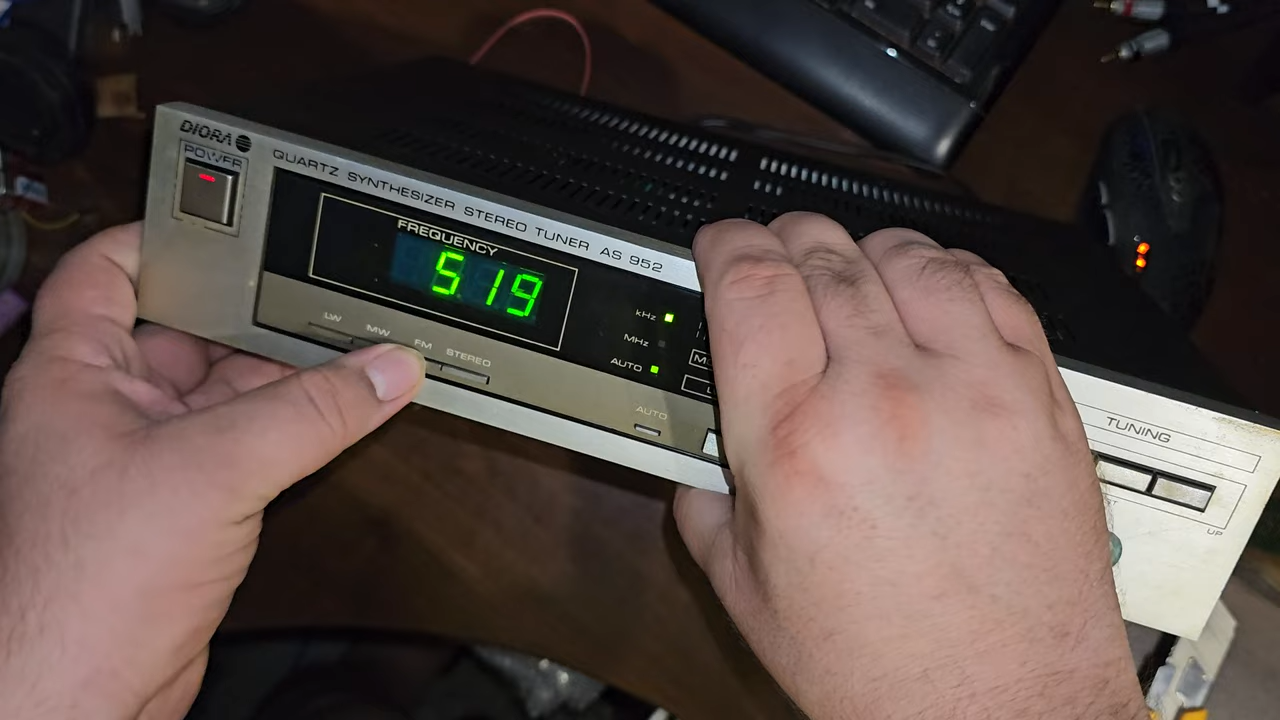 DIORA
POWER
QUARTZ SYNTHESIZER STEREO TUNER AS 952
FREQUENCY
519
kHz
MHz
AUTO
LW
MW
FM
STEREO
AUTO
TUNING
UP